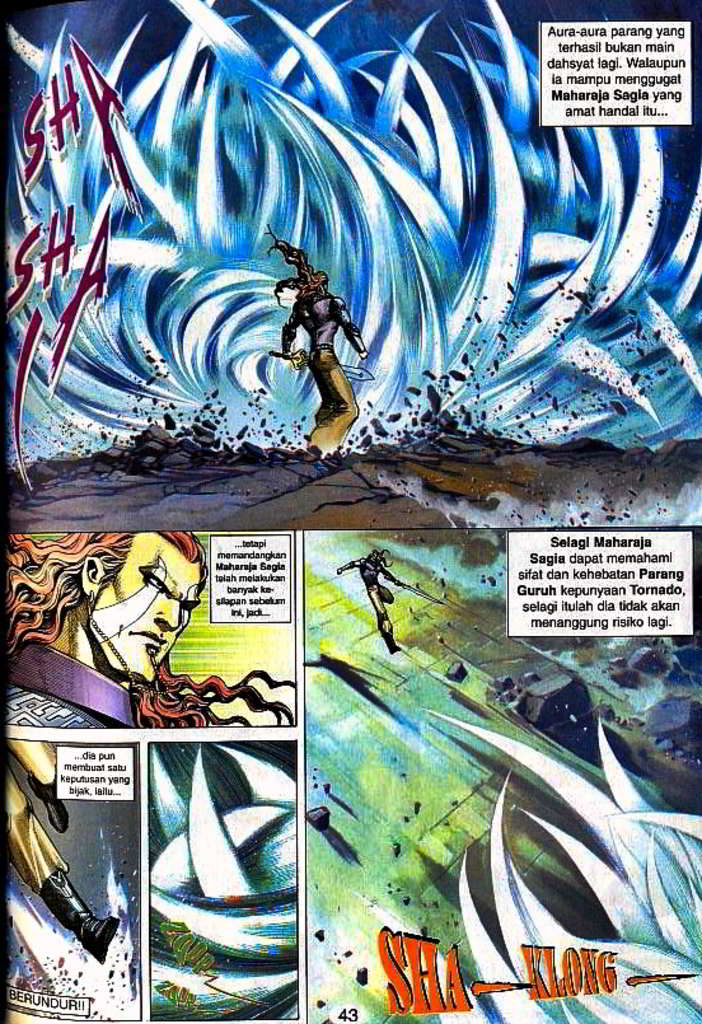 SHA
SHA
Aura-aura parang yang
terhasil bukan main
dahsyat lagi. Walaupun
ia mampu menggugat
Maharaja Sagia yang
amat handal itu...
...tetapi
memandangkan
Maharaja Sagia
telah melakukan
banyak ke-
silapan sebelum
ini, jadi...
...dia pun
membuat satu
keputusan yang
bijak, iaitu...
BERUNDUR!!
Selagi Maharaja
Sagia dapat memahami
sifat dan kehebatan Parang
Guruh kepunyaan Tornado,
selagi itulah dia tidak akan
menanggung risiko lagi.
SHA-KLONG-
43